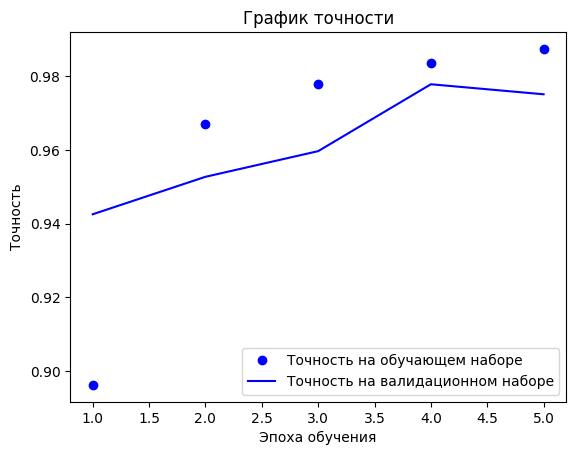 График точности
Точность
0.98
0.96
0.94
0.92
0.90
Точность на обучающем наборе
Точность на валидационном наборе
1.0 1.5 2.0 2.5 3.0 3.5 4.0 4.5 5.0
Эпоха обучения